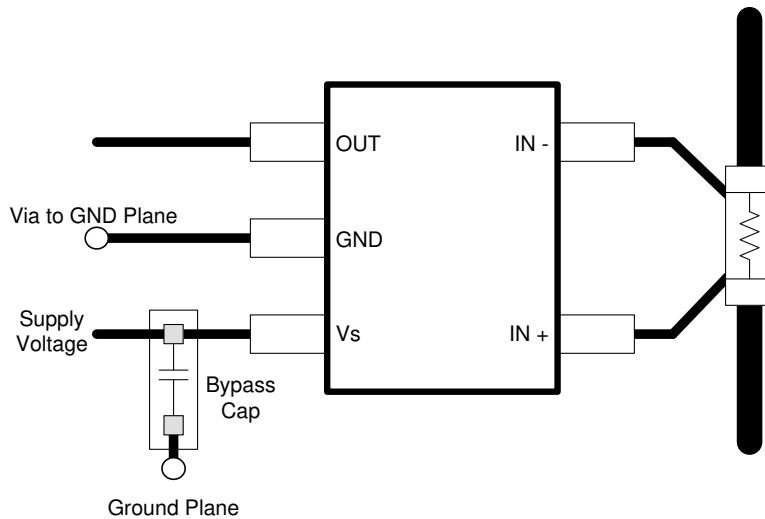 OUT
IN -
Via to GND Plane
GND
Supply
Voltage
Vs
IN +
Bypass
Cap
Ground Plane